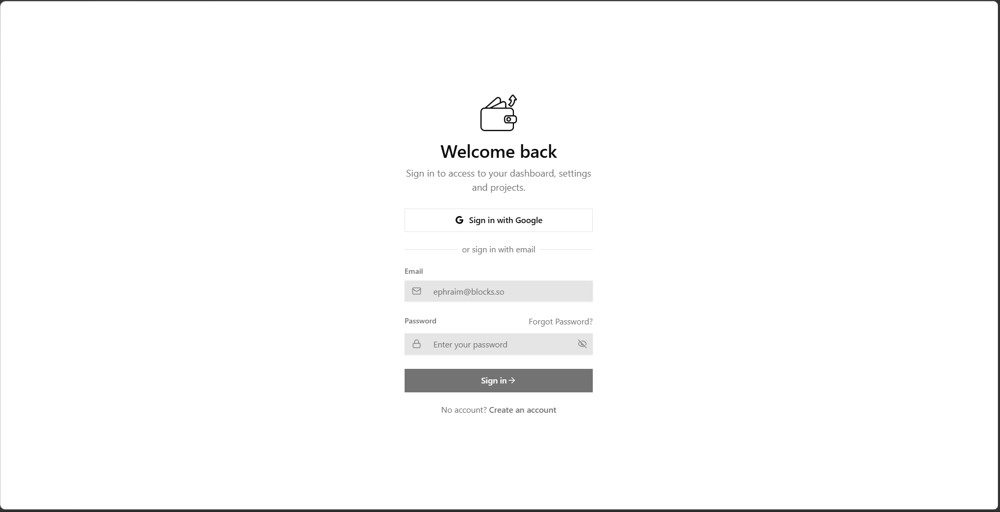 Welcome back
Sign in to access to your dashboard, settings
and projects.
Sign in with Google
or sign in with email
Email
ephraim@blocks.so
Password
Forgot Password?
Enter your password
Sign in
No account? Create an account